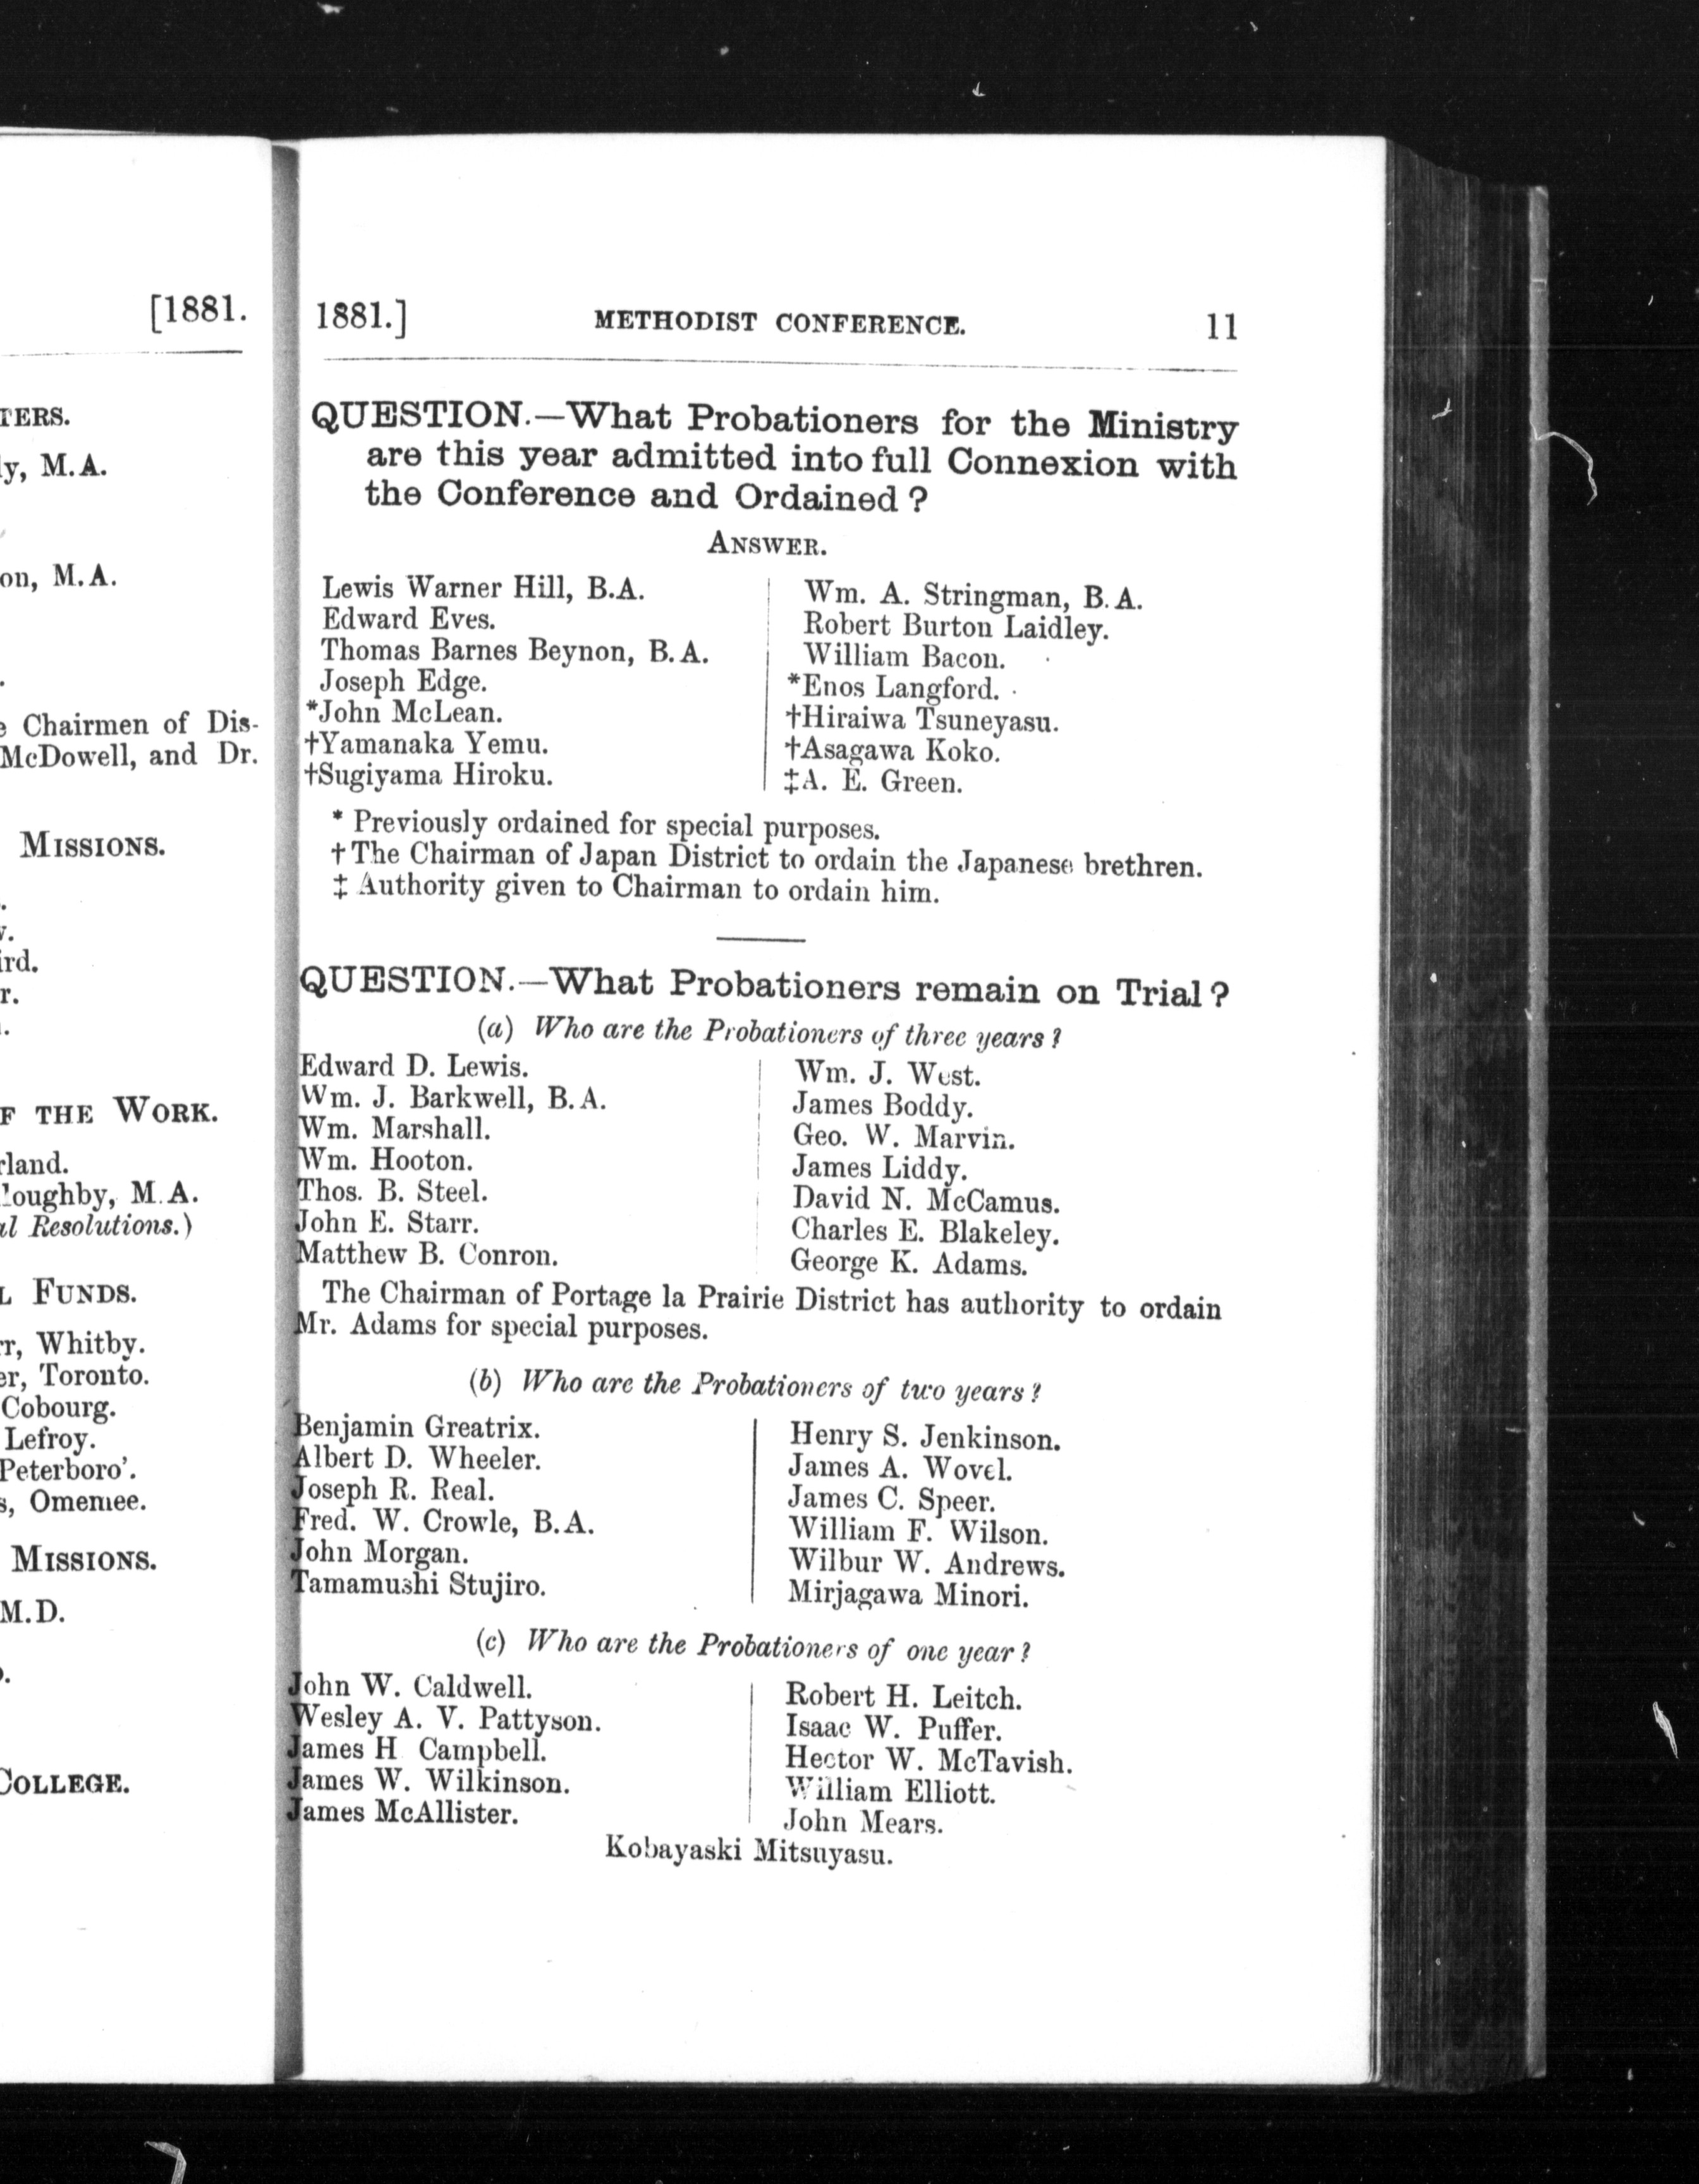 [1881.
TERS.
ly, M.A.
on, M.A.
e Chairmen of Dis-
McDowell, and Dr.
MISSIONS.
ird.
r.
F THE WORK.
rland.
loughby, M.A.
al Resolutions.)
L FUNDS.
rr, Whitby.
er, Toronto.
Cobourg.
Lefroy.
Peterboro'.
s, Omemee.
MISSIONS.
M.D.
COLLEGE.
1881.] METHODIST CONFERENCE. 11
QUESTION.—What Probationers for the Ministry
are this year admitted into full Connexion with
the Conference and Ordained?
ANSWER.
Lewis Warner Hill, B.A.
Edward Eves.
Thomas Barnes Beynon, B.A.
Joseph Edge.
*John McLean.
†Yamanaka Yemu.
†Sugiyama Hiroku.
Wm. A. Stringman, B.A.
Robert Burton Laidley.
William Bacon.
*Enos Langford.
†Hiraiwa Tsuneyasu.
†Asagawa Koko.
‡A. E. Green.
* Previously ordained for special purposes.
† The Chairman of Japan District to ordain the Japanese brethren.
‡ Authority given to Chairman to ordain him.
QUESTION.—What Probationers remain on Trial?
(a) Who are the Probationers of three years?
Edward D. Lewis.
Wm. J. Barkwell, B.A.
Wm. Marshall.
Wm. Hooton.
Thos. B. Steel.
John E. Starr.
Matthew B. Conron.
Wm. J. West.
James Boddy.
Geo. W. Marvin.
James Liddy.
David N. McCamus.
Charles E. Blakeley.
George K. Adams.
The Chairman of Portage la Prairie District has authority to ordain
Mr. Adams for special purposes.
(b) Who are the Probationers of two years?
Benjamin Greatrix.
Albert D. Wheeler.
Joseph R. Real.
Fred. W. Crowle, B.A.
John Morgan.
Tamamushi Stujiro.
Henry S. Jenkinson.
James A. Wovel.
James C. Speer.
William F. Wilson.
Wilbur W. Andrews.
Mirjagawa Minori.
(c) Who are the Probationers of one year?
John W. Caldwell.
Wesley A. V. Pattyson.
James H Campbell.
James W. Wilkinson.
James McAllister.
Robert H. Leitch.
Isaac W. Puffer.
Hector W. McTavish.
William Elliott.
John Mears.
Kobayaski Mitsuyasu.